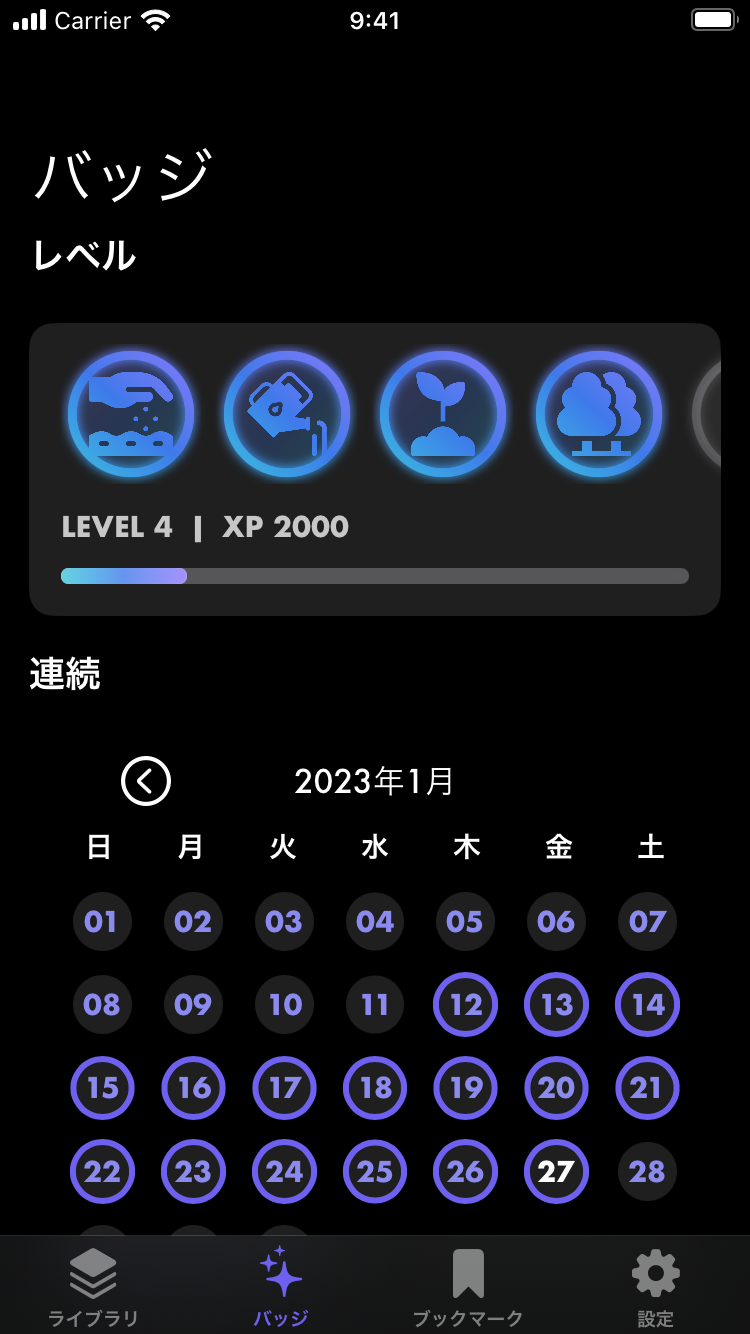 Carrier 9:41
バッジ
レベル
LEVEL 4 | XP 2000
連続
2023年1月
日 月 火 水 木 金 土
01 02 03 04 05 06 07
08 09 10 11 12 13 14
15 16 17 18 19 20 21
22 23 24 25 26 27 28
ライブラリ バッジ ブックマーク 設定